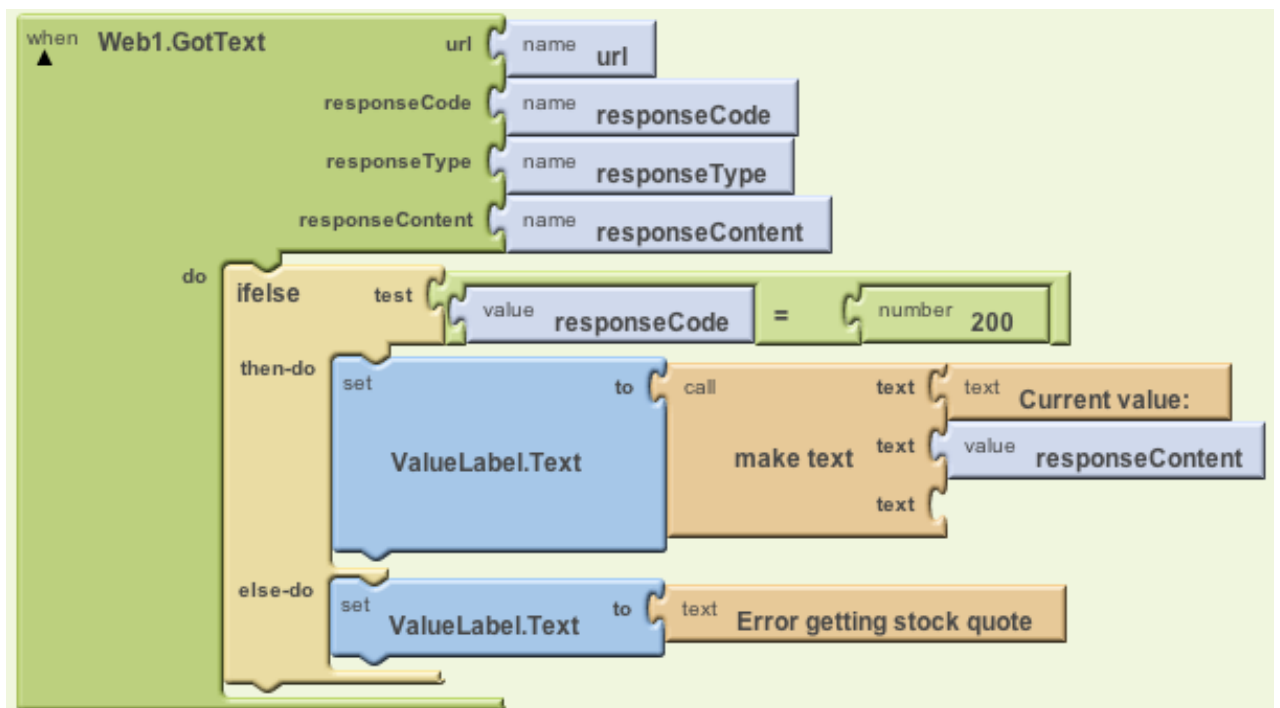 when Web1.GotText url name url
responseCode name responseCode
responseType name responseType
responseContent name responseContent
do
ifelse test value responseCode = number 200
then-do set ValueLabel.Text to call make text text text Current value:
text value responseContent
text
else-do set ValueLabel.Text to text Error getting stock quote